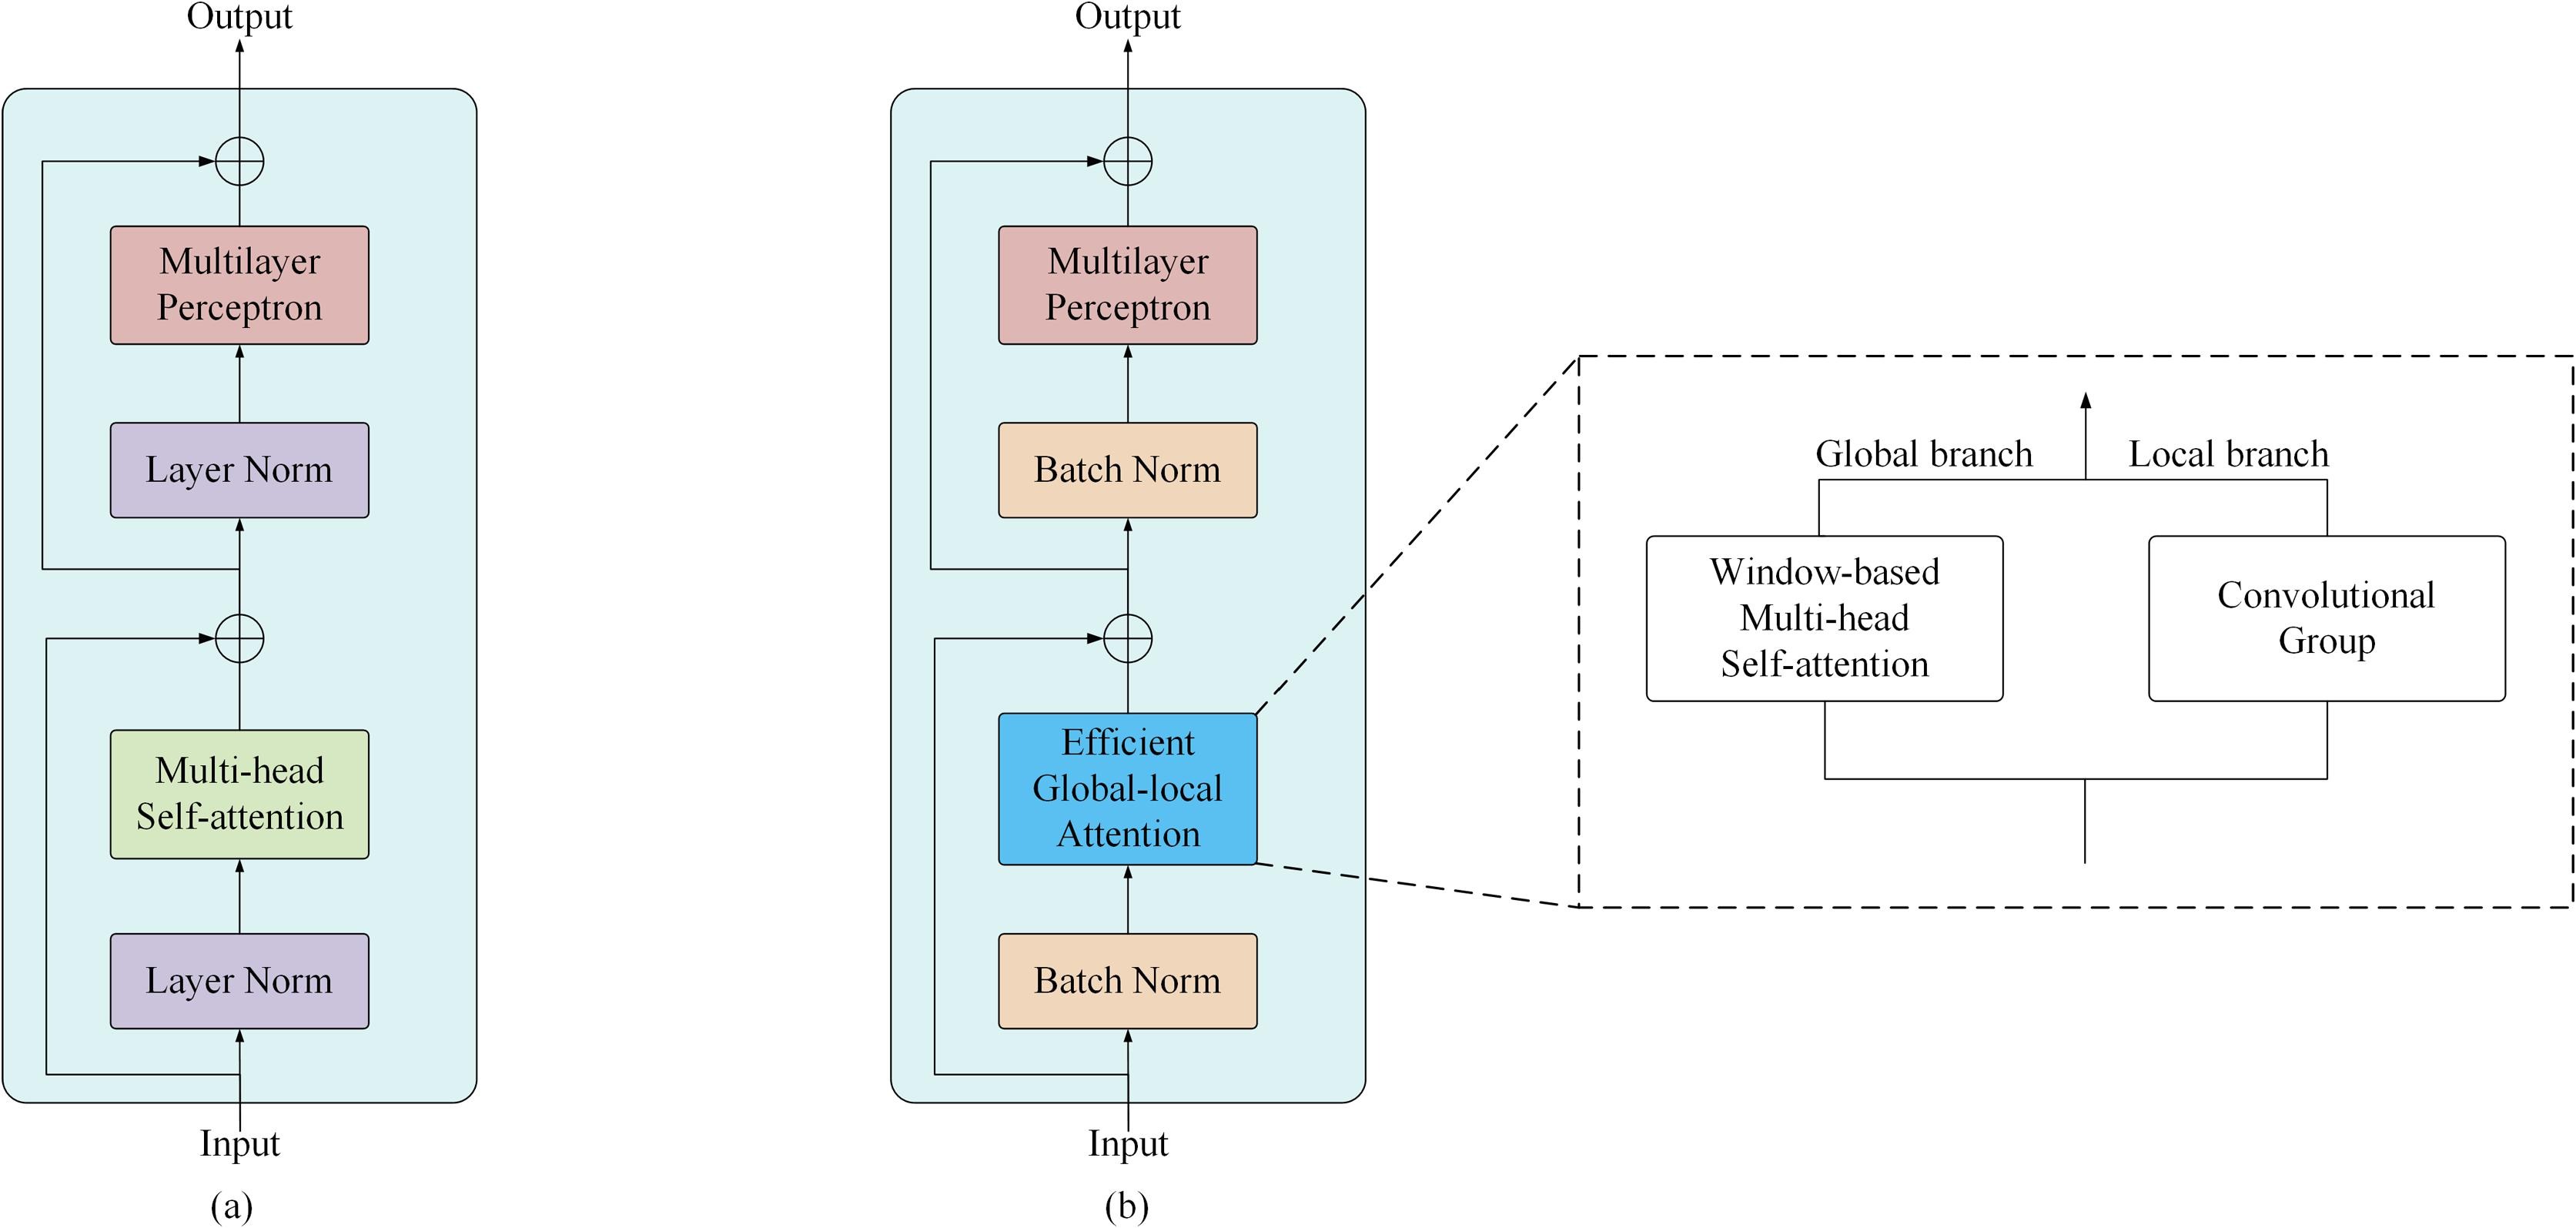 Output
Multilayer
Perceptron
Layer Norm
Multi-head
Self-attention
Layer Norm
Input
(a)
Output
Multilayer
Perceptron
Batch Norm
Efficient
Global-local
Attention
Batch Norm
Input
(b)
Global branch
Local branch
Window-based
Multi-head
Self-attention
Convolutional
Group